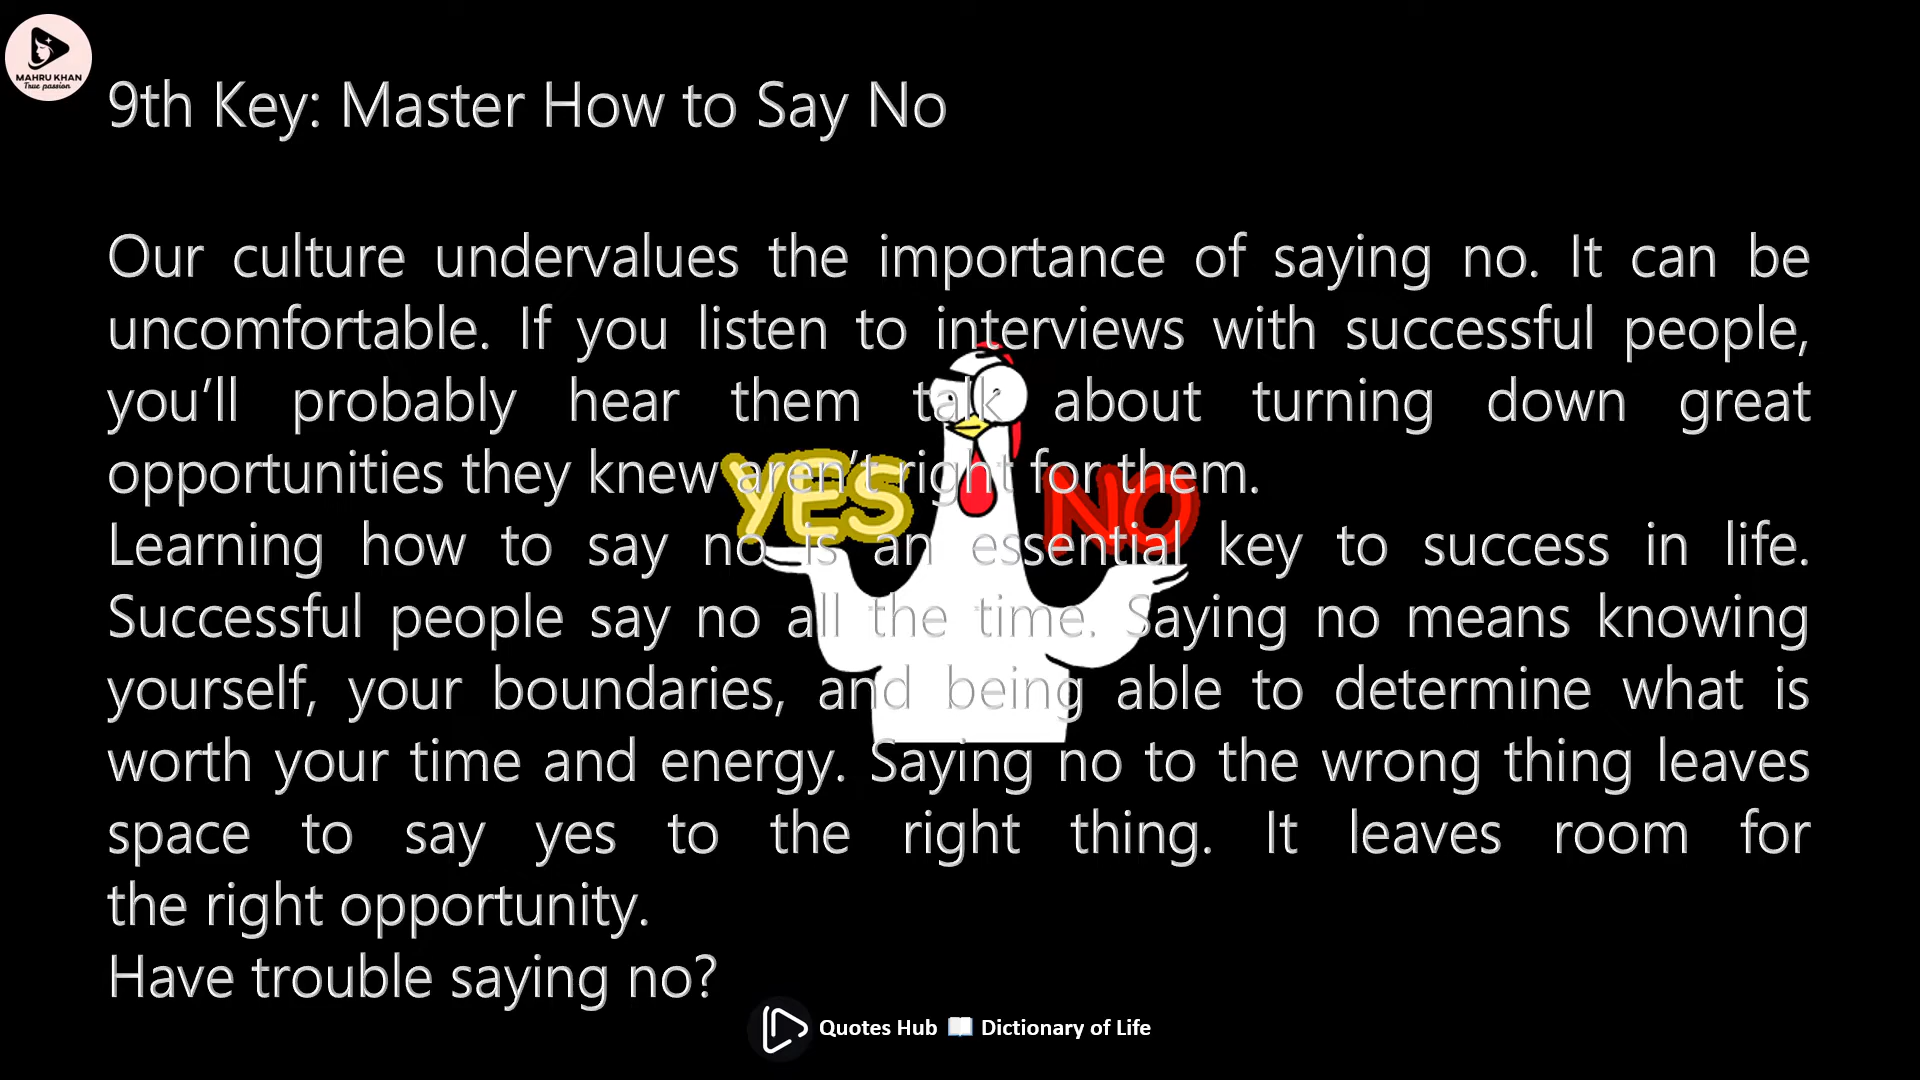 MAHRU KHAN
True passion
9th Key: Master How to Say No
Our culture undervalues the importance of saying no. It can be
uncomfortable. If you listen to interviews with successful people,
you‘ll probably hear them talk about turning down great
opportunities they knew aren’t right for them.
YES NO
Learning how to say no is an essential key to success in life.
Successful people say no all the time. Saying no means knowing
yourself, your boundaries, and being able to determine what is
worth your time and energy. Saying no to the wrong thing leaves
space to say yes to the right thing. It leaves room for
the right opportunity.
Have trouble saying no?
Quotes Hub 📖 Dictionary of Life